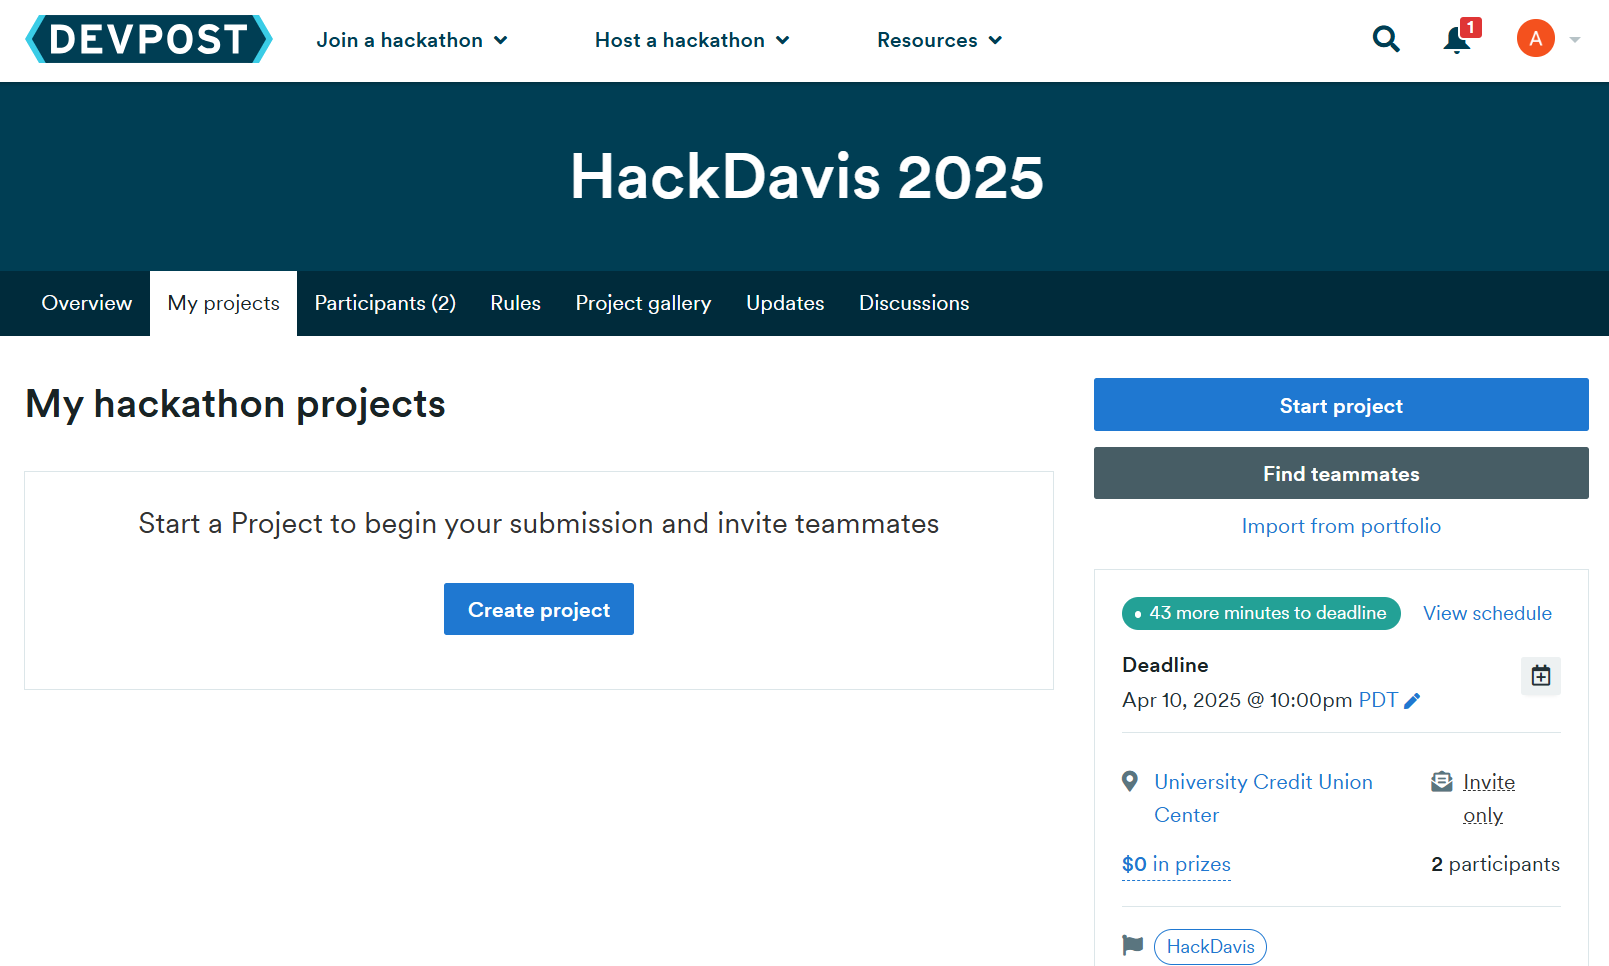 DEVPOST
Join a hackathon
Host a hackathon
Resources
1
A
HackDavis 2025
Overview
My projects
Participants (2)
Rules
Project gallery
Updates
Discussions
My hackathon projects
Start a Project to begin your submission and invite teammates
Create project
Start project
Find teammates
Import from portfolio
43 more minutes to deadline
View schedule
Deadline
Apr 10, 2025 @ 10:00pm PDT
University Credit Union
Center
Invite
only
$0 in prizes
2 participants
HackDavis